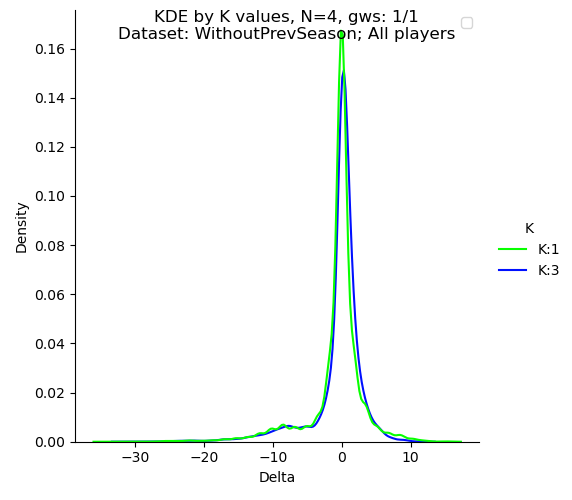 KDE by K values, N=4, gws: 1/1
Dataset: WithoutPrevSeason; All players
0.16
0.14
0.12
0.10
0.08
0.06
0.04
0.02
0.00
Density
−30
−20
−10
0
10
Delta
K
K:1
K:3